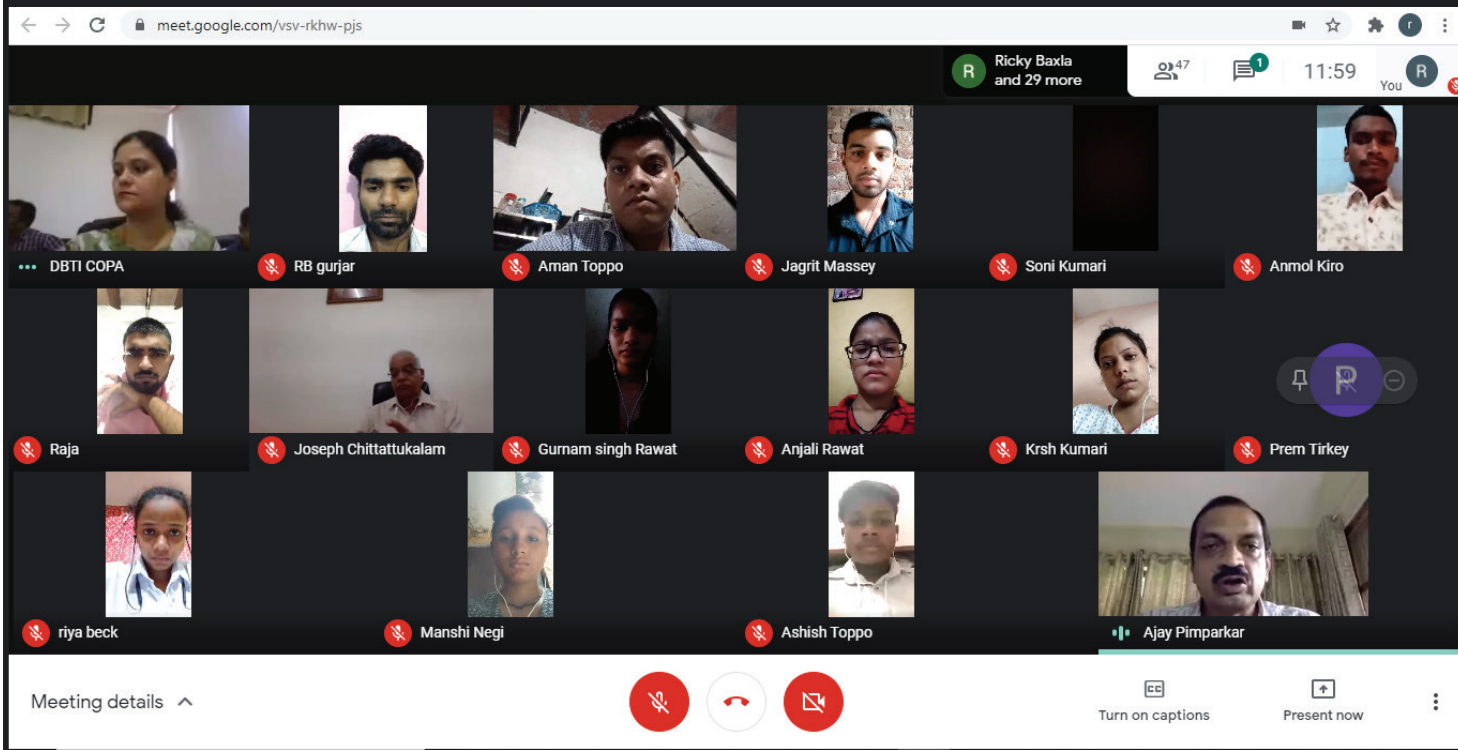 meet.google.com/vsv-rkhw-pjs
r
R
Ricky Baxla
and 29 more
47
1
11:59
You
R
DBTI COPA
RB gurjar
Aman Toppo
Jagrit Massey
Soni Kumari
Anmol Kiro
Raja
Joseph Chittattukalam
Gurnam singh Rawat
Anjali Rawat
Krsh Kumari
P
Prem Tirkey
riya beck
Manshi Negi
Ashish Toppo
Ajay Pimparkar
Meeting details
CC
Turn on captions
Present now